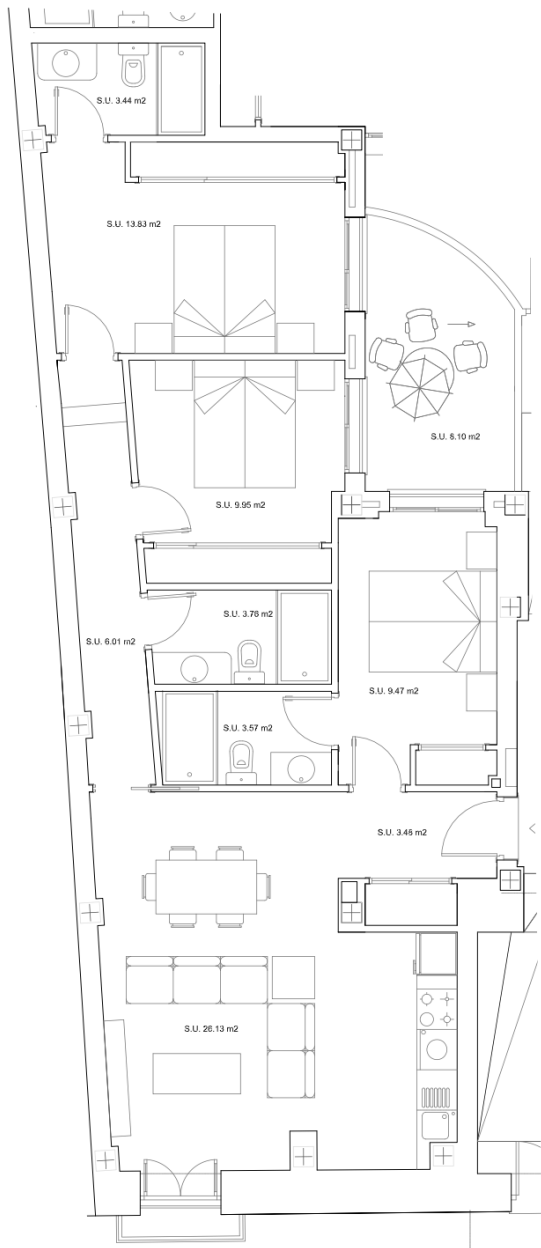 S.U. 3.44 m2
S.U. 13.83 m2
S.U. 8.10 m2
S.U. 9.95 m2
S.U. 3.78 m2
S.U. 6.01 m2
S.U. 9.47 m2
S.U. 3.57 m2
S.U. 3.48 m2
S.U. 26.13 m2